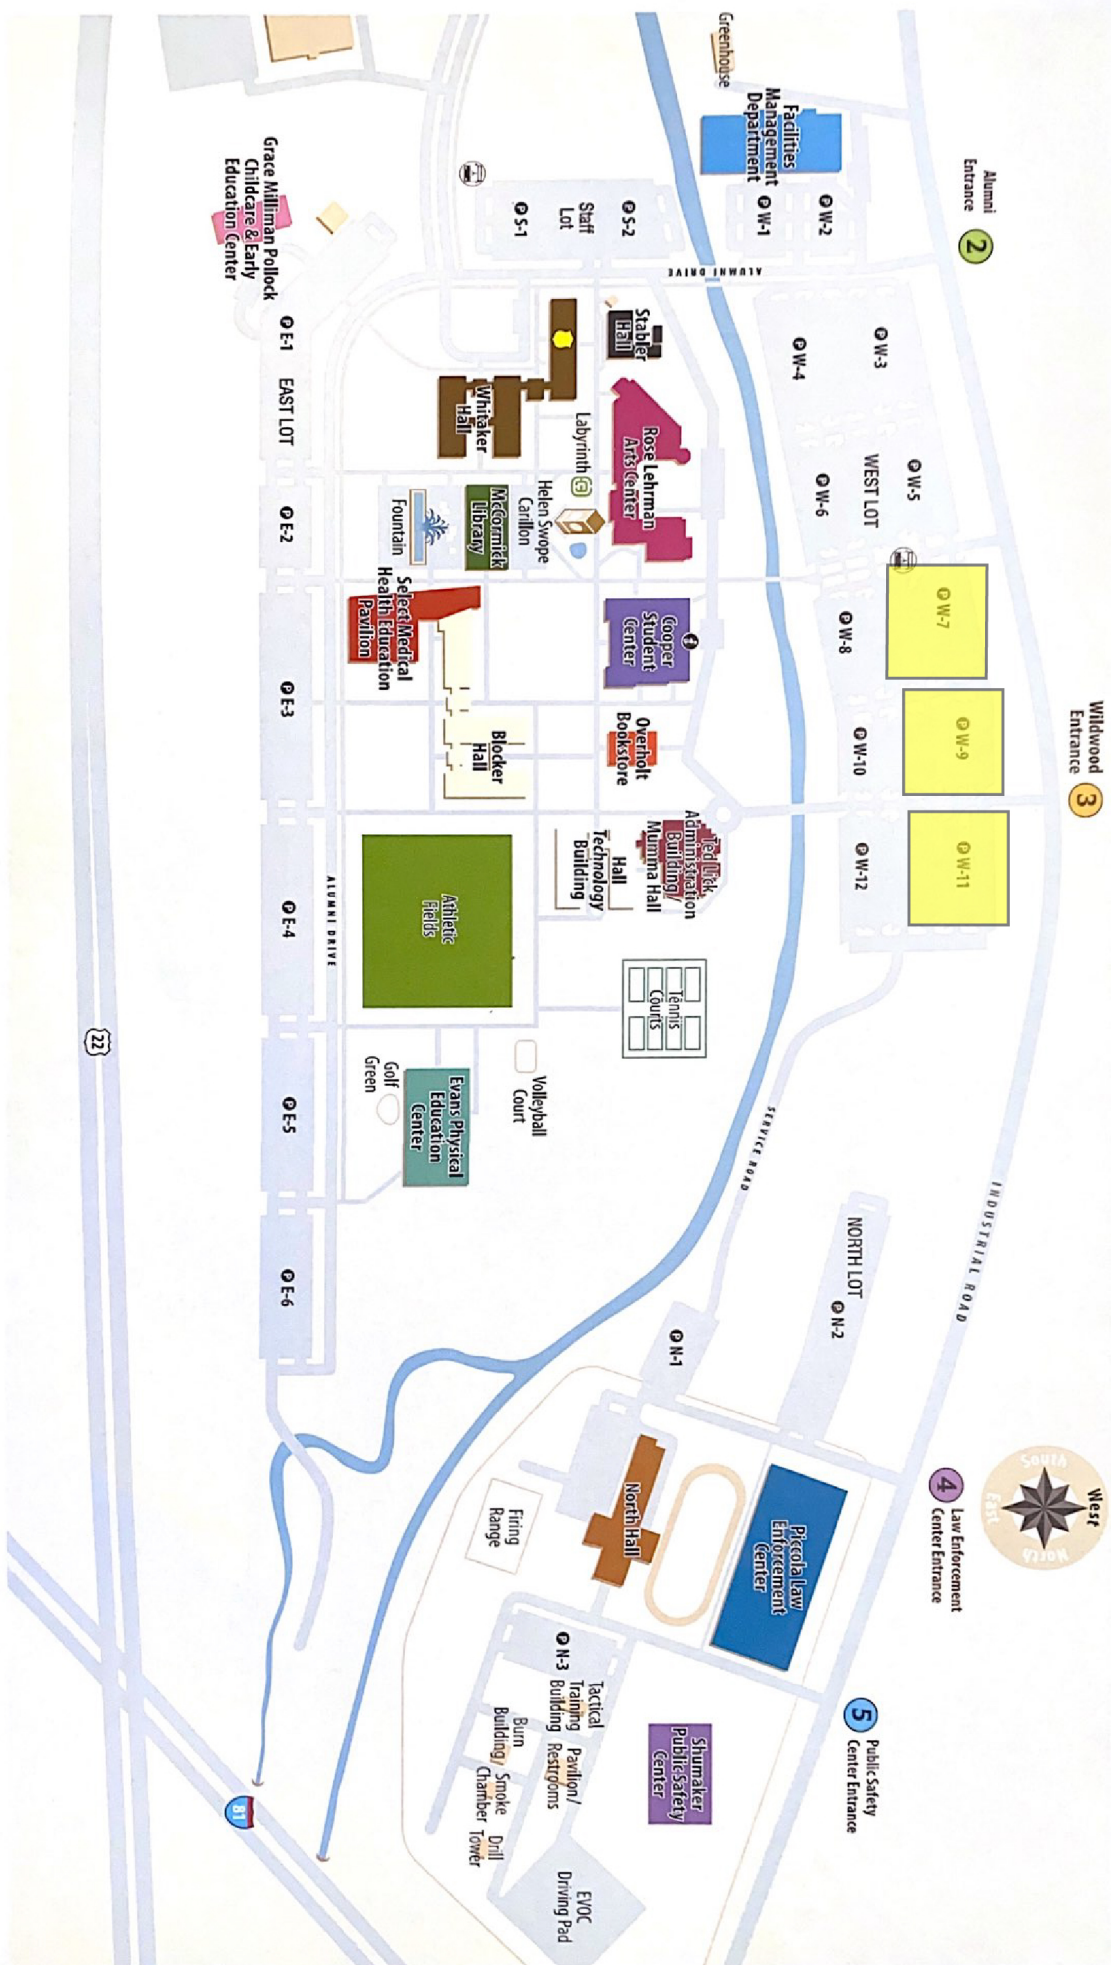 Greenhouse
Facilities
Management
Department
Alumni
Entrance
2
P W-2
P W-1
P S-2
Staff
Lot
P S-1
ALUMNI DRIVE
Grace Milliman Pollock
Childcare & Early
Education Center
P E-1
EAST LOT
P E-2
P E-3
P E-4
P E-5
P E-6
Stabler
Hall
Whitaker
Hall
Rose Lehrman
Arts Center
Labyrinth
Helen Swope
Carillon
McCormick
Library
Fountain
Select Medical
Health Education
Pavilion
Cooper
Student
Center
Blocker
Hall
Overholt
Bookstore
Ted Lick
Administration
Building/
Mumma Hall
Hall
Technology
Building
P W-3
P W-4
P W-5
WEST LOT
P W-6
P W-7
P W-8
P W-9
P W-10
P W-11
P W-12
Wildwood
Entrance
3
ALUMNI DRIVE
Athletic
Fields
Tennis
Courts
Volleyball
Court
Evans Physical
Education
Center
Golf
Green
22
SERVICE ROAD
INDUSTRIAL ROAD
NORTH LOT
P N-2
P N-1
West
South
North
East
4
Law Enforcement
Center Entrance
Piccola Law
Enforcement
Center
North Hall
Firing
Range
5
Public Safety
Center Entrance
P N-3
Tactical
Training
Building
Pavilion/
Restrooms
Burn
Building/
Smoke
Chamber
Drill
Tower
Shumaker
Public Safety
Center
EVOC
Driving Pad
81